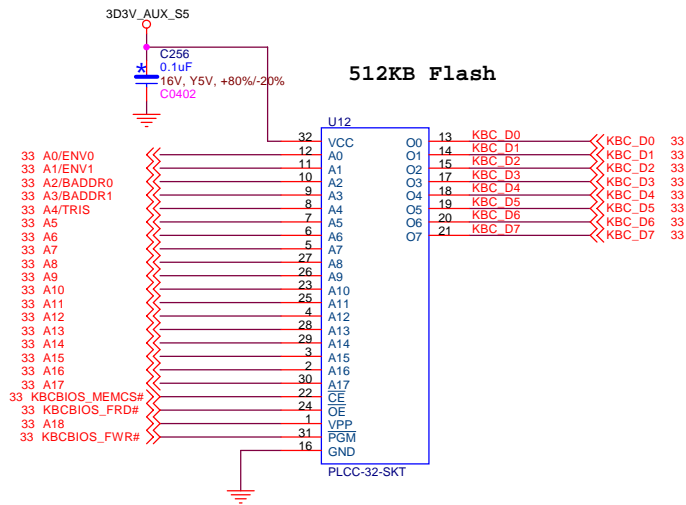 3D3V_AUX_S5
C256
0.1uF
16V, Y5V, +80%/-20%
C0402
512KB Flash
U12
32 VCC O0 13 KBC_D0 KBC_D0 33
33 A0/ENV0 12 A0 O1 14 KBC_D1 KBC_D1 33
33 A1/ENV1 11 A1 O2 15 KBC_D2 KBC_D2 33
33 A2/BADDR0 10 A2 O3 17 KBC_D3 KBC_D3 33
33 A3/BADDR1 9 A3 O4 18 KBC_D4 KBC_D4 33
33 A4/TRIS 8 A4 O5 19 KBC_D5 KBC_D5 33
33 A5 7 A5 O6 20 KBC_D6 KBC_D6 33
33 A6 6 A6 O7 21 KBC_D7 KBC_D7 33
33 A7 5 A7
33 A8 27 A8
33 A9 26 A9
33 A10 23 A10
33 A11 25 A11
33 A12 4 A12
33 A13 28 A13
33 A14 29 A14
33 A15 3 A15
33 A16 2 A16
33 A17 30 A17
33 KBCBIOS_MEMCS# 22 CE
33 KBCBIOS_FRD# 24 OE
33 A18 1 VPP
33 KBCBIOS_FWR# 31 PGM
16 GND
PLCC-32-SKT